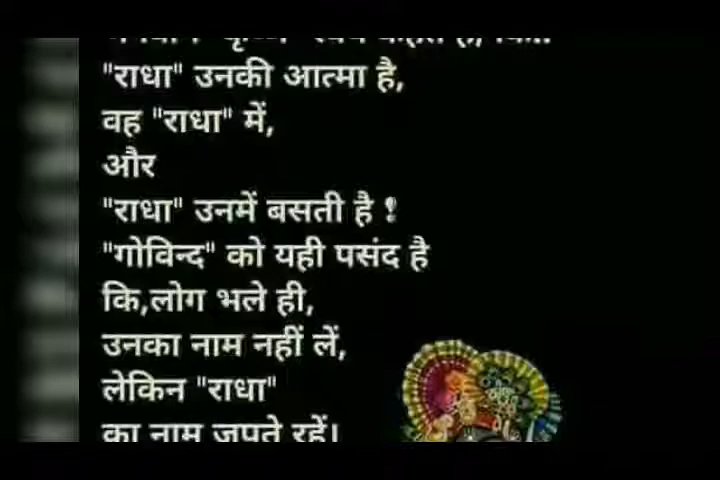 "राधा" उनकी आत्मा है,
वह "राधा" में,
और
"राधा" उनमें बसती है !
"गोविन्द" को यही पसंद है
कि,लोग भले ही,
उनका नाम नहीं लें,
लेकिन "राधा"
का नाम जपते रहें।